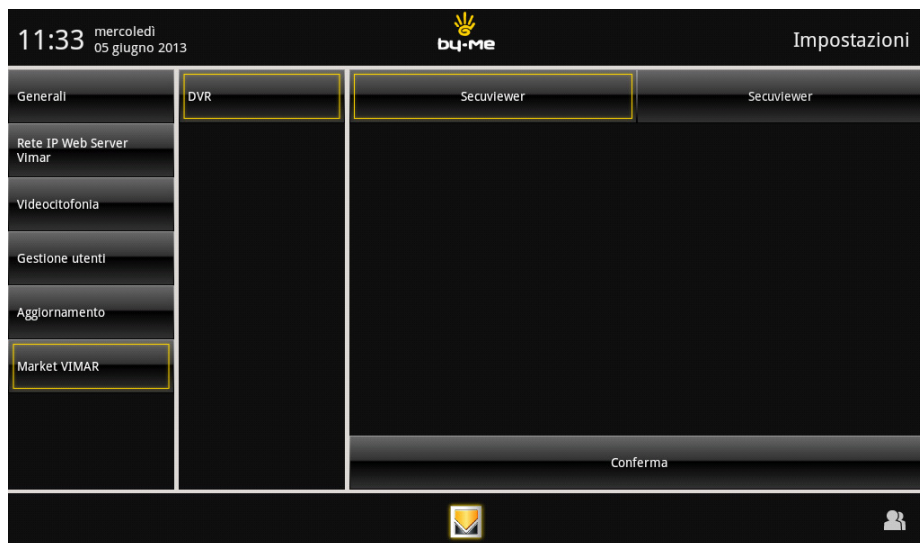 11:33 mercoledì
05 giugno 2013
by-me
Impostazioni
Generali
DVR
Secuviewer
Secuviewer
Rete IP Web Server
Vimar
Videocitofonia
Gestione utenti
Aggiornamento
Market VIMAR
Conferma